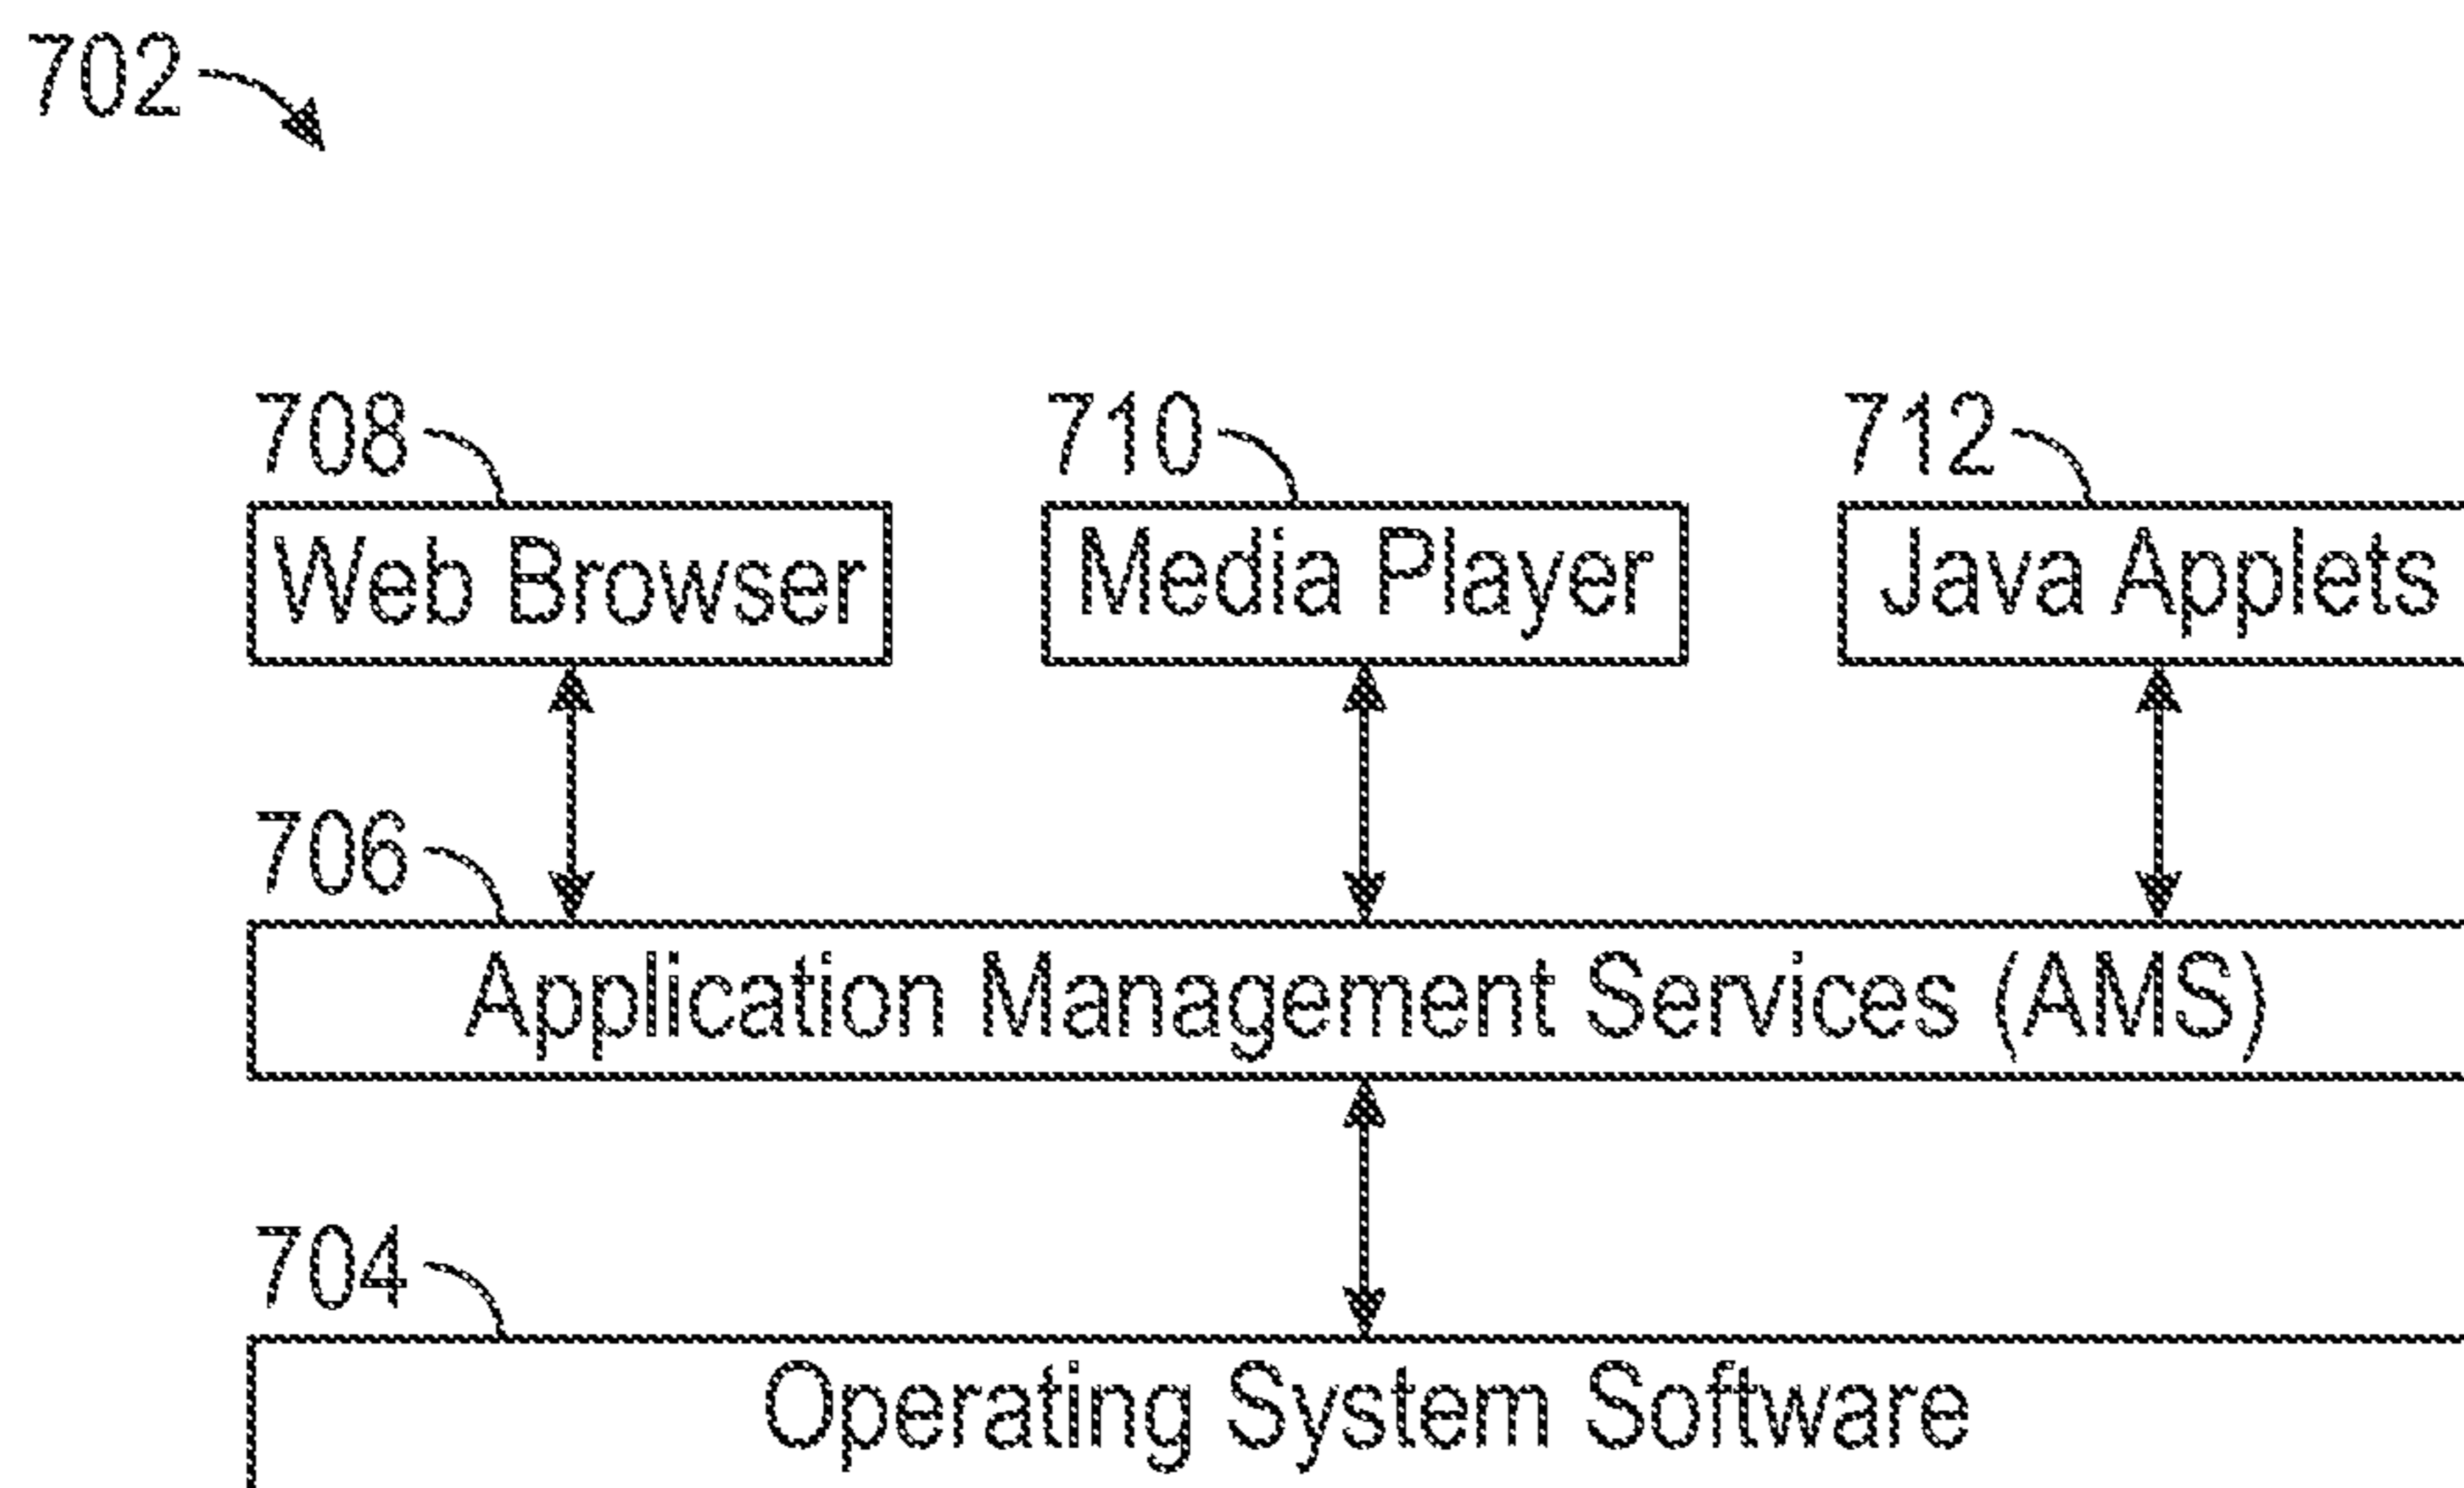 702
708
710
712
Web Browser
Media Player
Java Applets
706
Application Management Services (AMS)
704
Operating System Software